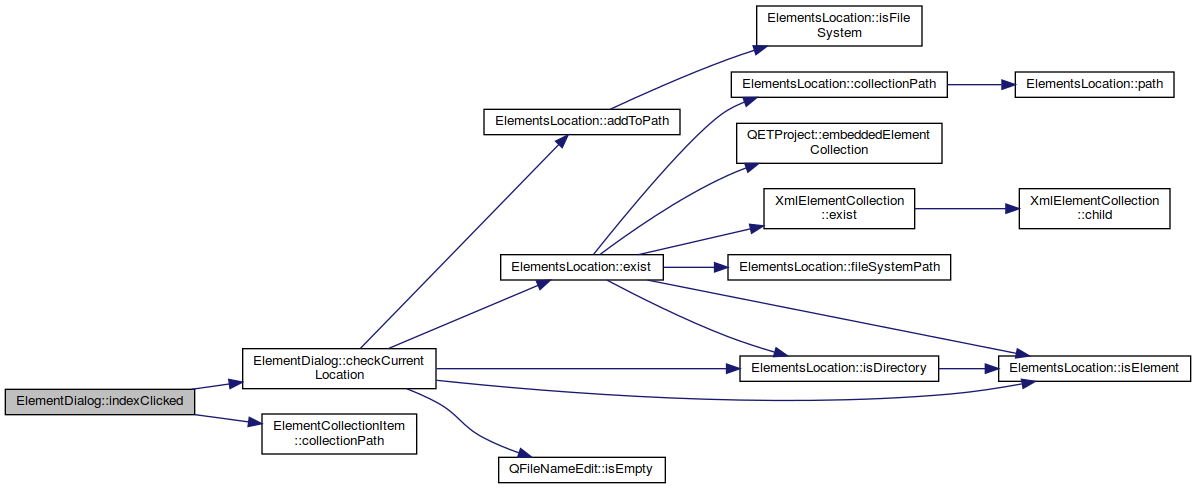 ElementsLocation::isFile
System
ElementsLocation::collectionPath
ElementsLocation::path
ElementsLocation::addToPath
QETProject::embeddedElement
Collection
XmlElementCollection
::exist
XmlElementCollection
::child
ElementsLocation::exist
ElementsLocation::fileSystemPath
ElementDialog::checkCurrent
Location
ElementsLocation::isDirectory
ElementsLocation::isElement
ElementDialog::indexClicked
ElementCollectionItem
::collectionPath
QFileNameEdit::isEmpty